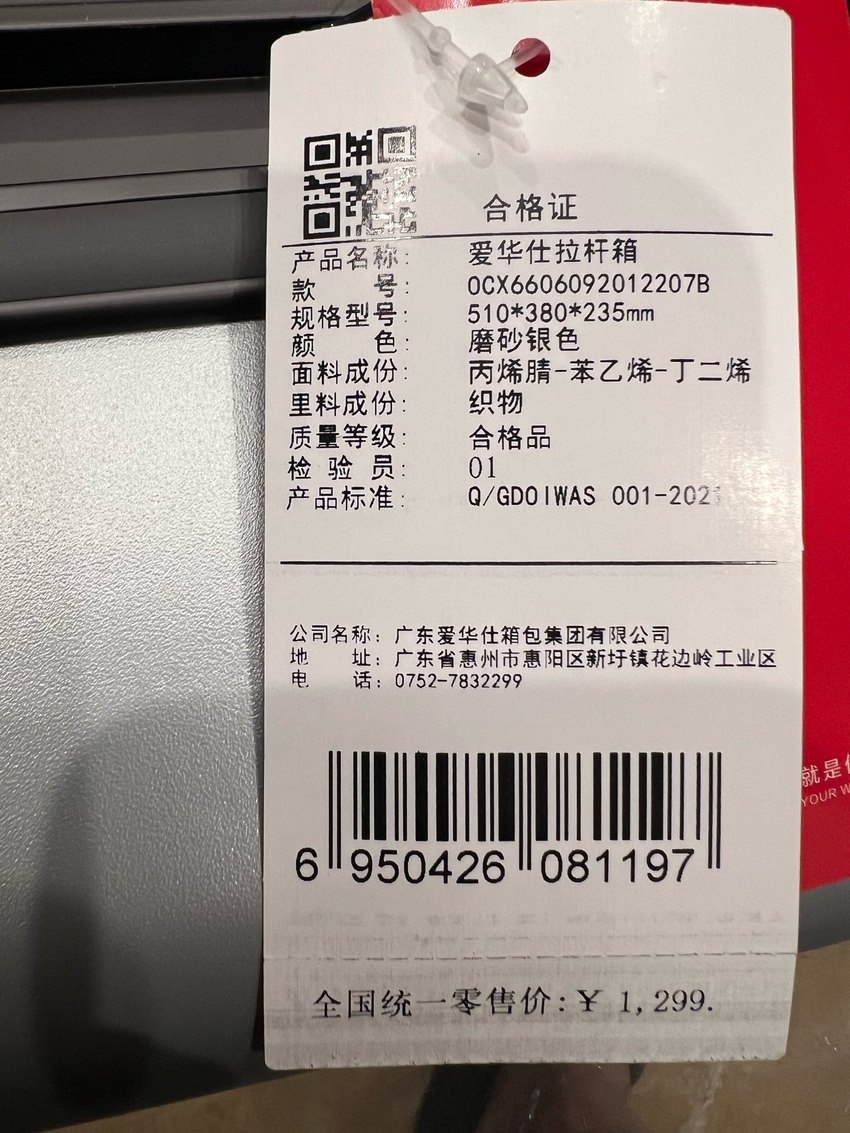 合格证
产品名称: 爱华仕拉杆箱
款 号: OCX6606092012207B
规格型号: 510*380*235mm
颜 色: 磨砂银色
面料成份: 丙烯腈-苯乙烯-丁二烯
里料成份: 织物
质量等级: 合格品
检 验 员: 01
产品标准: Q/GDOIWAS 001-2021
公司名称: 广东爱华仕箱包集团有限公司
地 址: 广东省惠州市惠阳区新圩镇花边岭工业区
电 话: 0752-7832299
6 950426 081197
全国统一零售价:¥ 1,299.
就是
YOUR